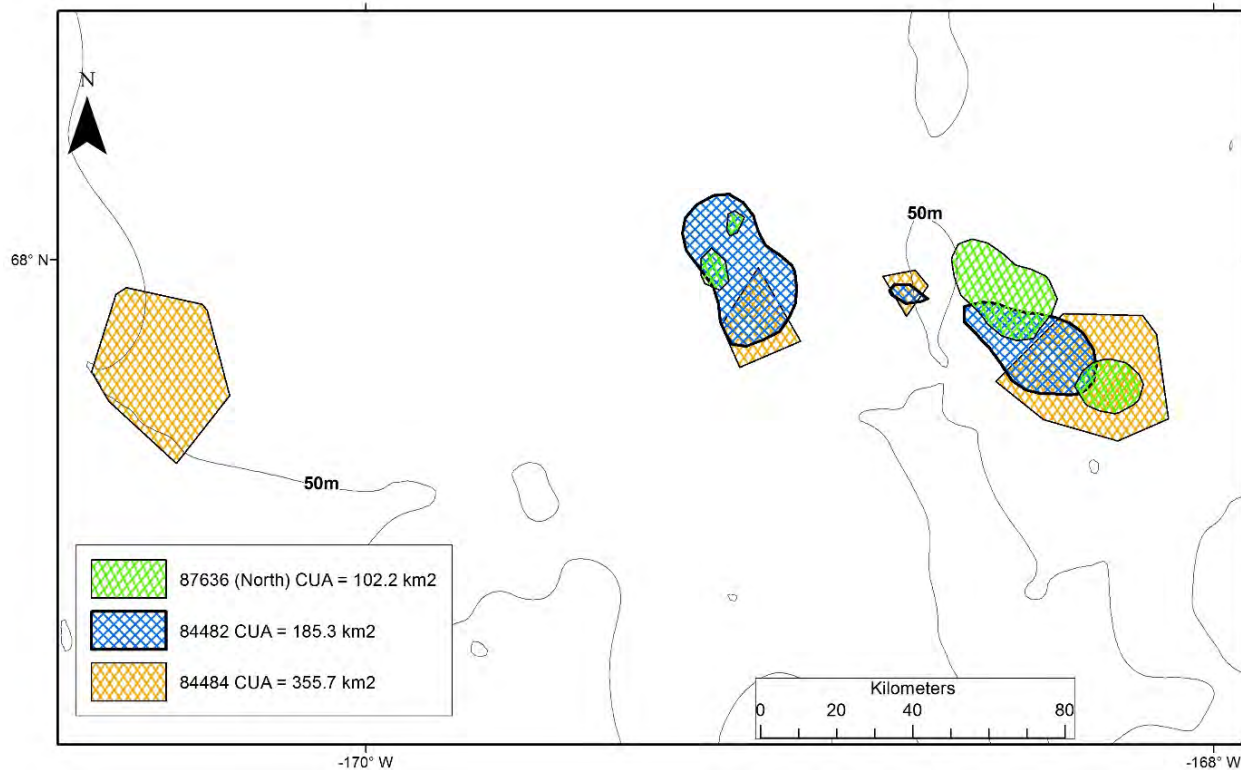 N
50m
68° N
50m
87636 (North) CUA = 102.2 km2
84482 CUA = 185.3 km2
84484 CUA = 355.7 km2
Kilometers
0 20 40 80
-170° W
-168° W